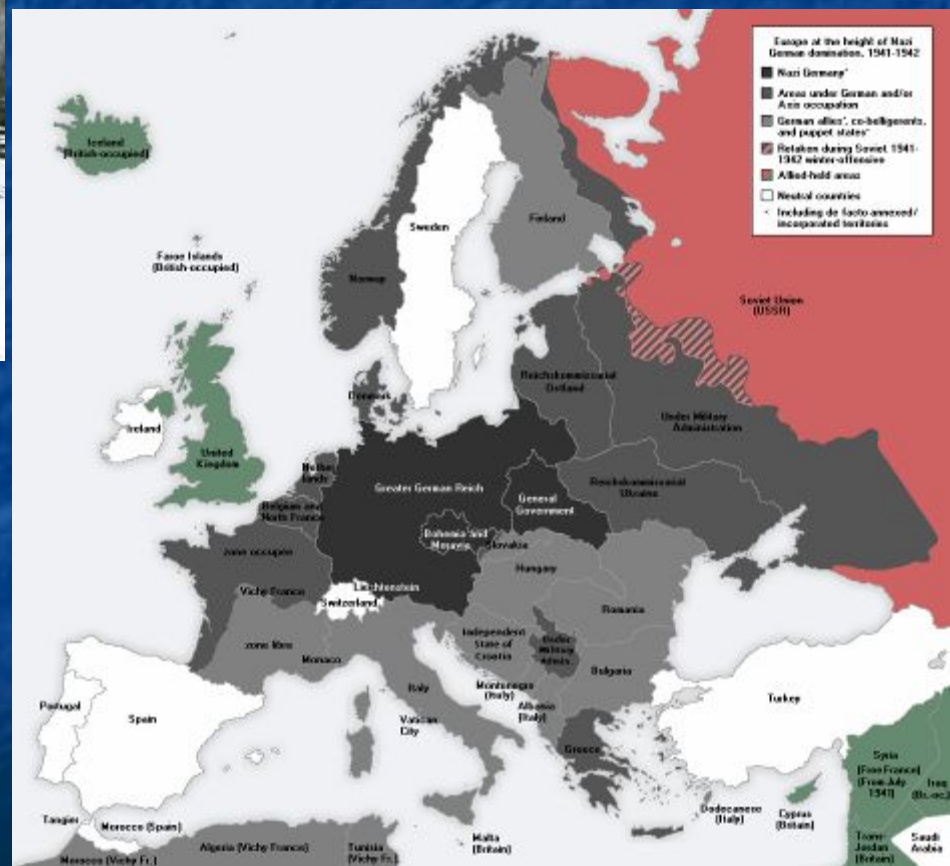 Europe at the height of Nazi
German domination, 1941-1942
Nazi Germany*
Areas under German and/or
Axis occupation
German allies*, co-belligerents,
and puppet states*
Retaken during Soviet 1941-
1942 winter-offensive
Allied-held areas
Neutral countries
* Including de facto annexed/
incorporated territories
Iceland
(British-occupied)
Faroe Islands
(British-occupied)
Sweden
Finland
Norway
Soviet Union
(USSR)
Reichskommissariat
Ostland
Under Military
Administration
Denmark
Ireland
United
Kingdom
Nether
lands
Greater German Reich
General
Government
Reichskommissariat
Ukraine
Belgium and
North France
Bohemia and
Moravia
Slovakia
zone occupée
Vichy France
Liechtenstein
Switzerland
Hungary
Romania
zone libre
Monaco
Independent
State of
Croatia
Under
Military
Admin.
Bulgaria
Portugal
Spain
Italy
Vatican
City
Montenegro
(Italy)
Albania
(Italy)
Greece
Turkey
Syria
(Free France)
(From July
1941)
Iraq
(Br.-oc.)
Tangier
Morocco (Spain)
Morocco (Vichy Fr.)
Algeria (Vichy France)
Tunisia
(Vichy Fr.)
Malta
(Britain)
Dodecanese
(Italy)
Cyprus
(Britain)
Trans-
Jordan
(Britain)
Saudi
Arabia